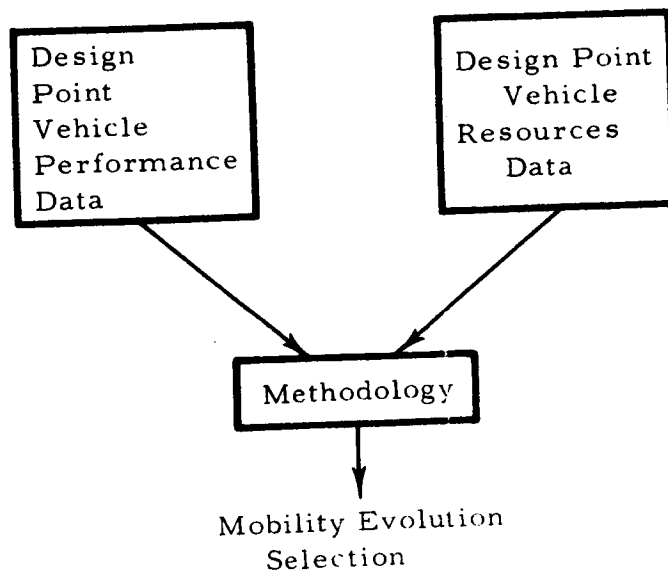 Design
Point
Vehicle
Performance
Data
Design Point
Vehicle
Resources
Data
Methodology
Mobility Evolution
Selection